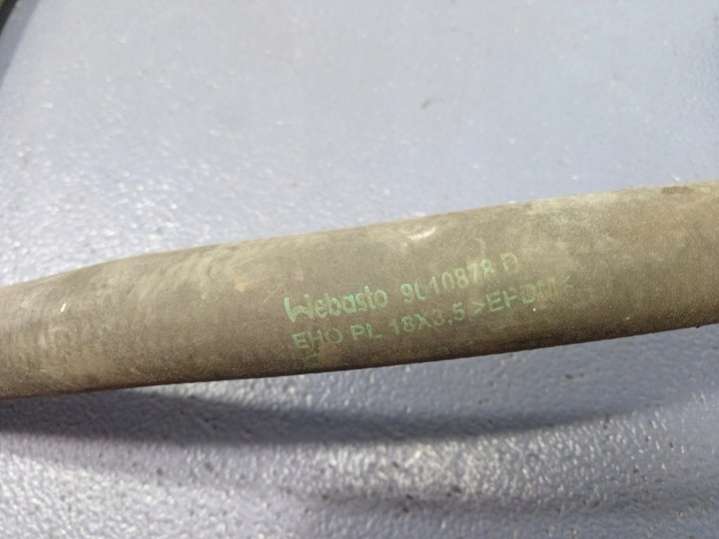 Webasto 9010878 D
EHO PL 18X3,5 >EPDM<